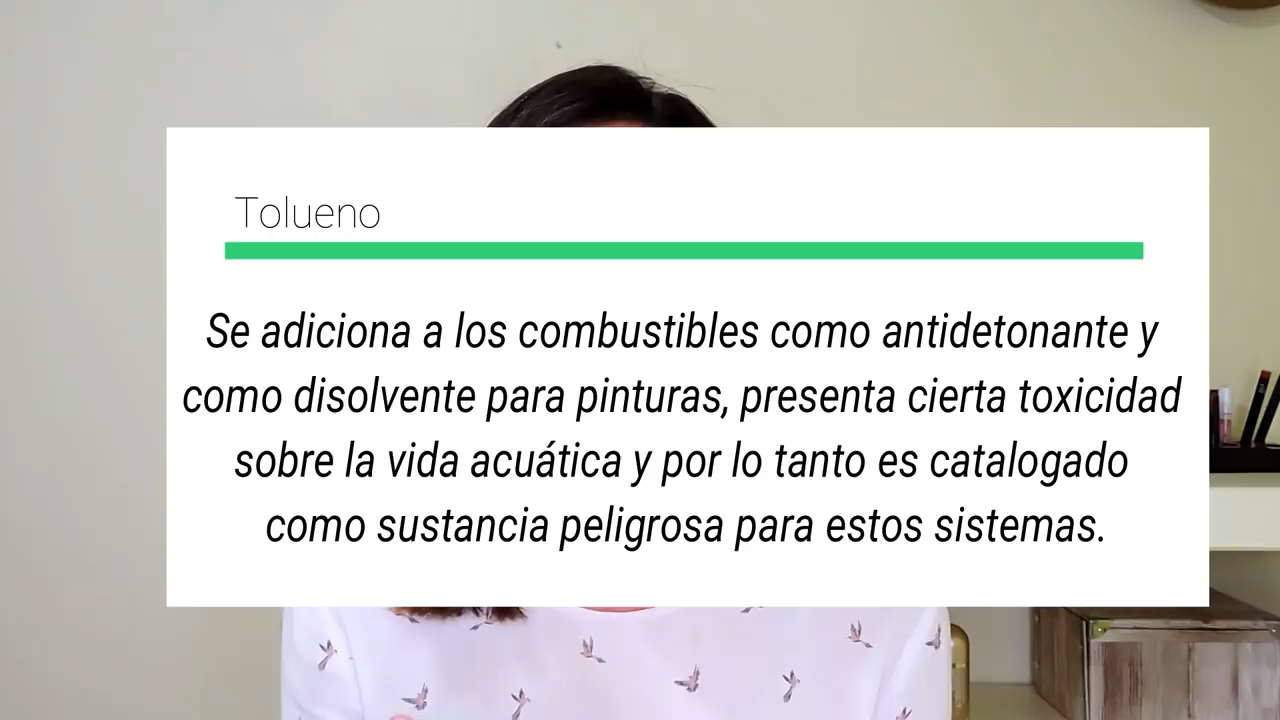 Tolueno
Se adiciona a los combustibles como antidetonante y
como disolvente para pinturas, presenta cierta toxicidad
sobre la vida acuática y por lo tanto es catalogado
como sustancia peligrosa para estos sistemas.